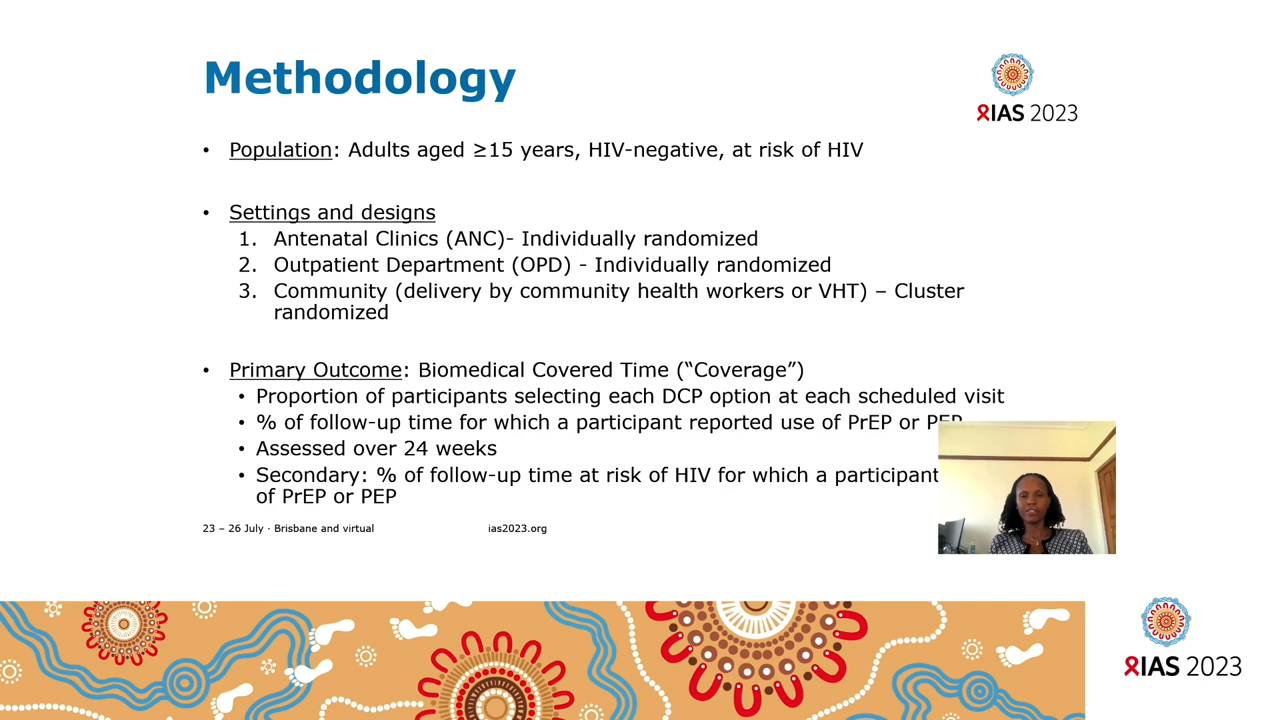 Methodology
IAS 2023
• Population: Adults aged ≥15 years, HIV-negative, at risk of HIV
• Settings and designs
1. Antenatal Clinics (ANC)- Individually randomized
2. Outpatient Department (OPD) - Individually randomized
3. Community (delivery by community health workers or VHT) – Cluster
randomized
• Primary Outcome: Biomedical Covered Time (“Coverage”)
• Proportion of participants selecting each DCP option at each scheduled visit
• % of follow-up time for which a participant reported use of PrEP or PEP
• Assessed over 24 weeks
• Secondary: % of follow-up time at risk of HIV for which a participant
of PrEP or PEP
23 – 26 July · Brisbane and virtual
ias2023.org
IAS 2023